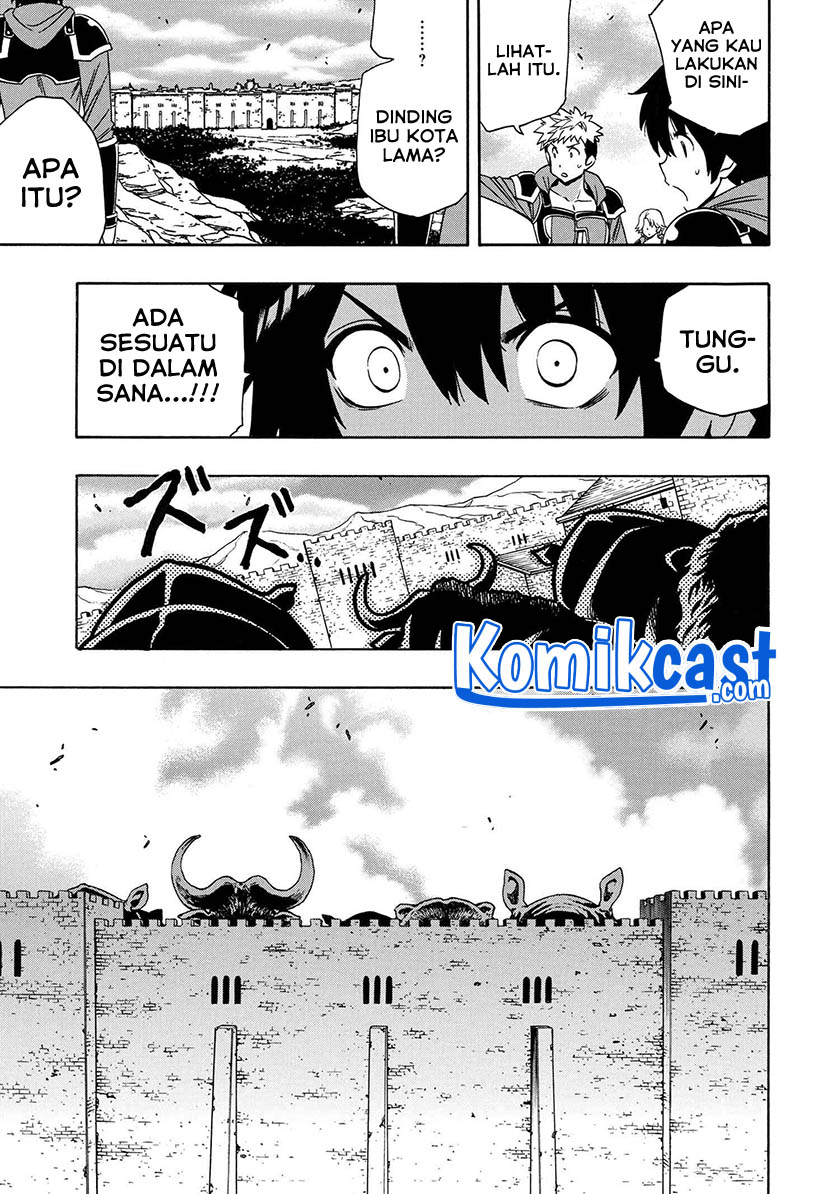 APA
YANG KAU
LAKUKAN
DI SINI-
LIHAT-
LAH ITU.
........?
DINDING
IBU KOTA
LAMA?
APA
ITU?
TUNG-
GU.
ADA
SESUATU
DI DALAM
SANA...!!!
ズズ...
Komikcast
.com